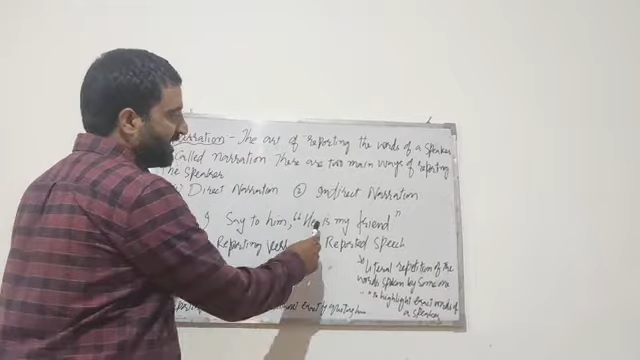 Narration - The art of reporting the words of a speaker
Called Narration There are two main ways of reporting
the Speaker
① Direct Narration ② Indirect Narration
I Say to him, "He is my friend"
Reporting Verb Reported Speech
* Literal repetition of the
words spoken by someone
- * to highlight exact words of
a speaker